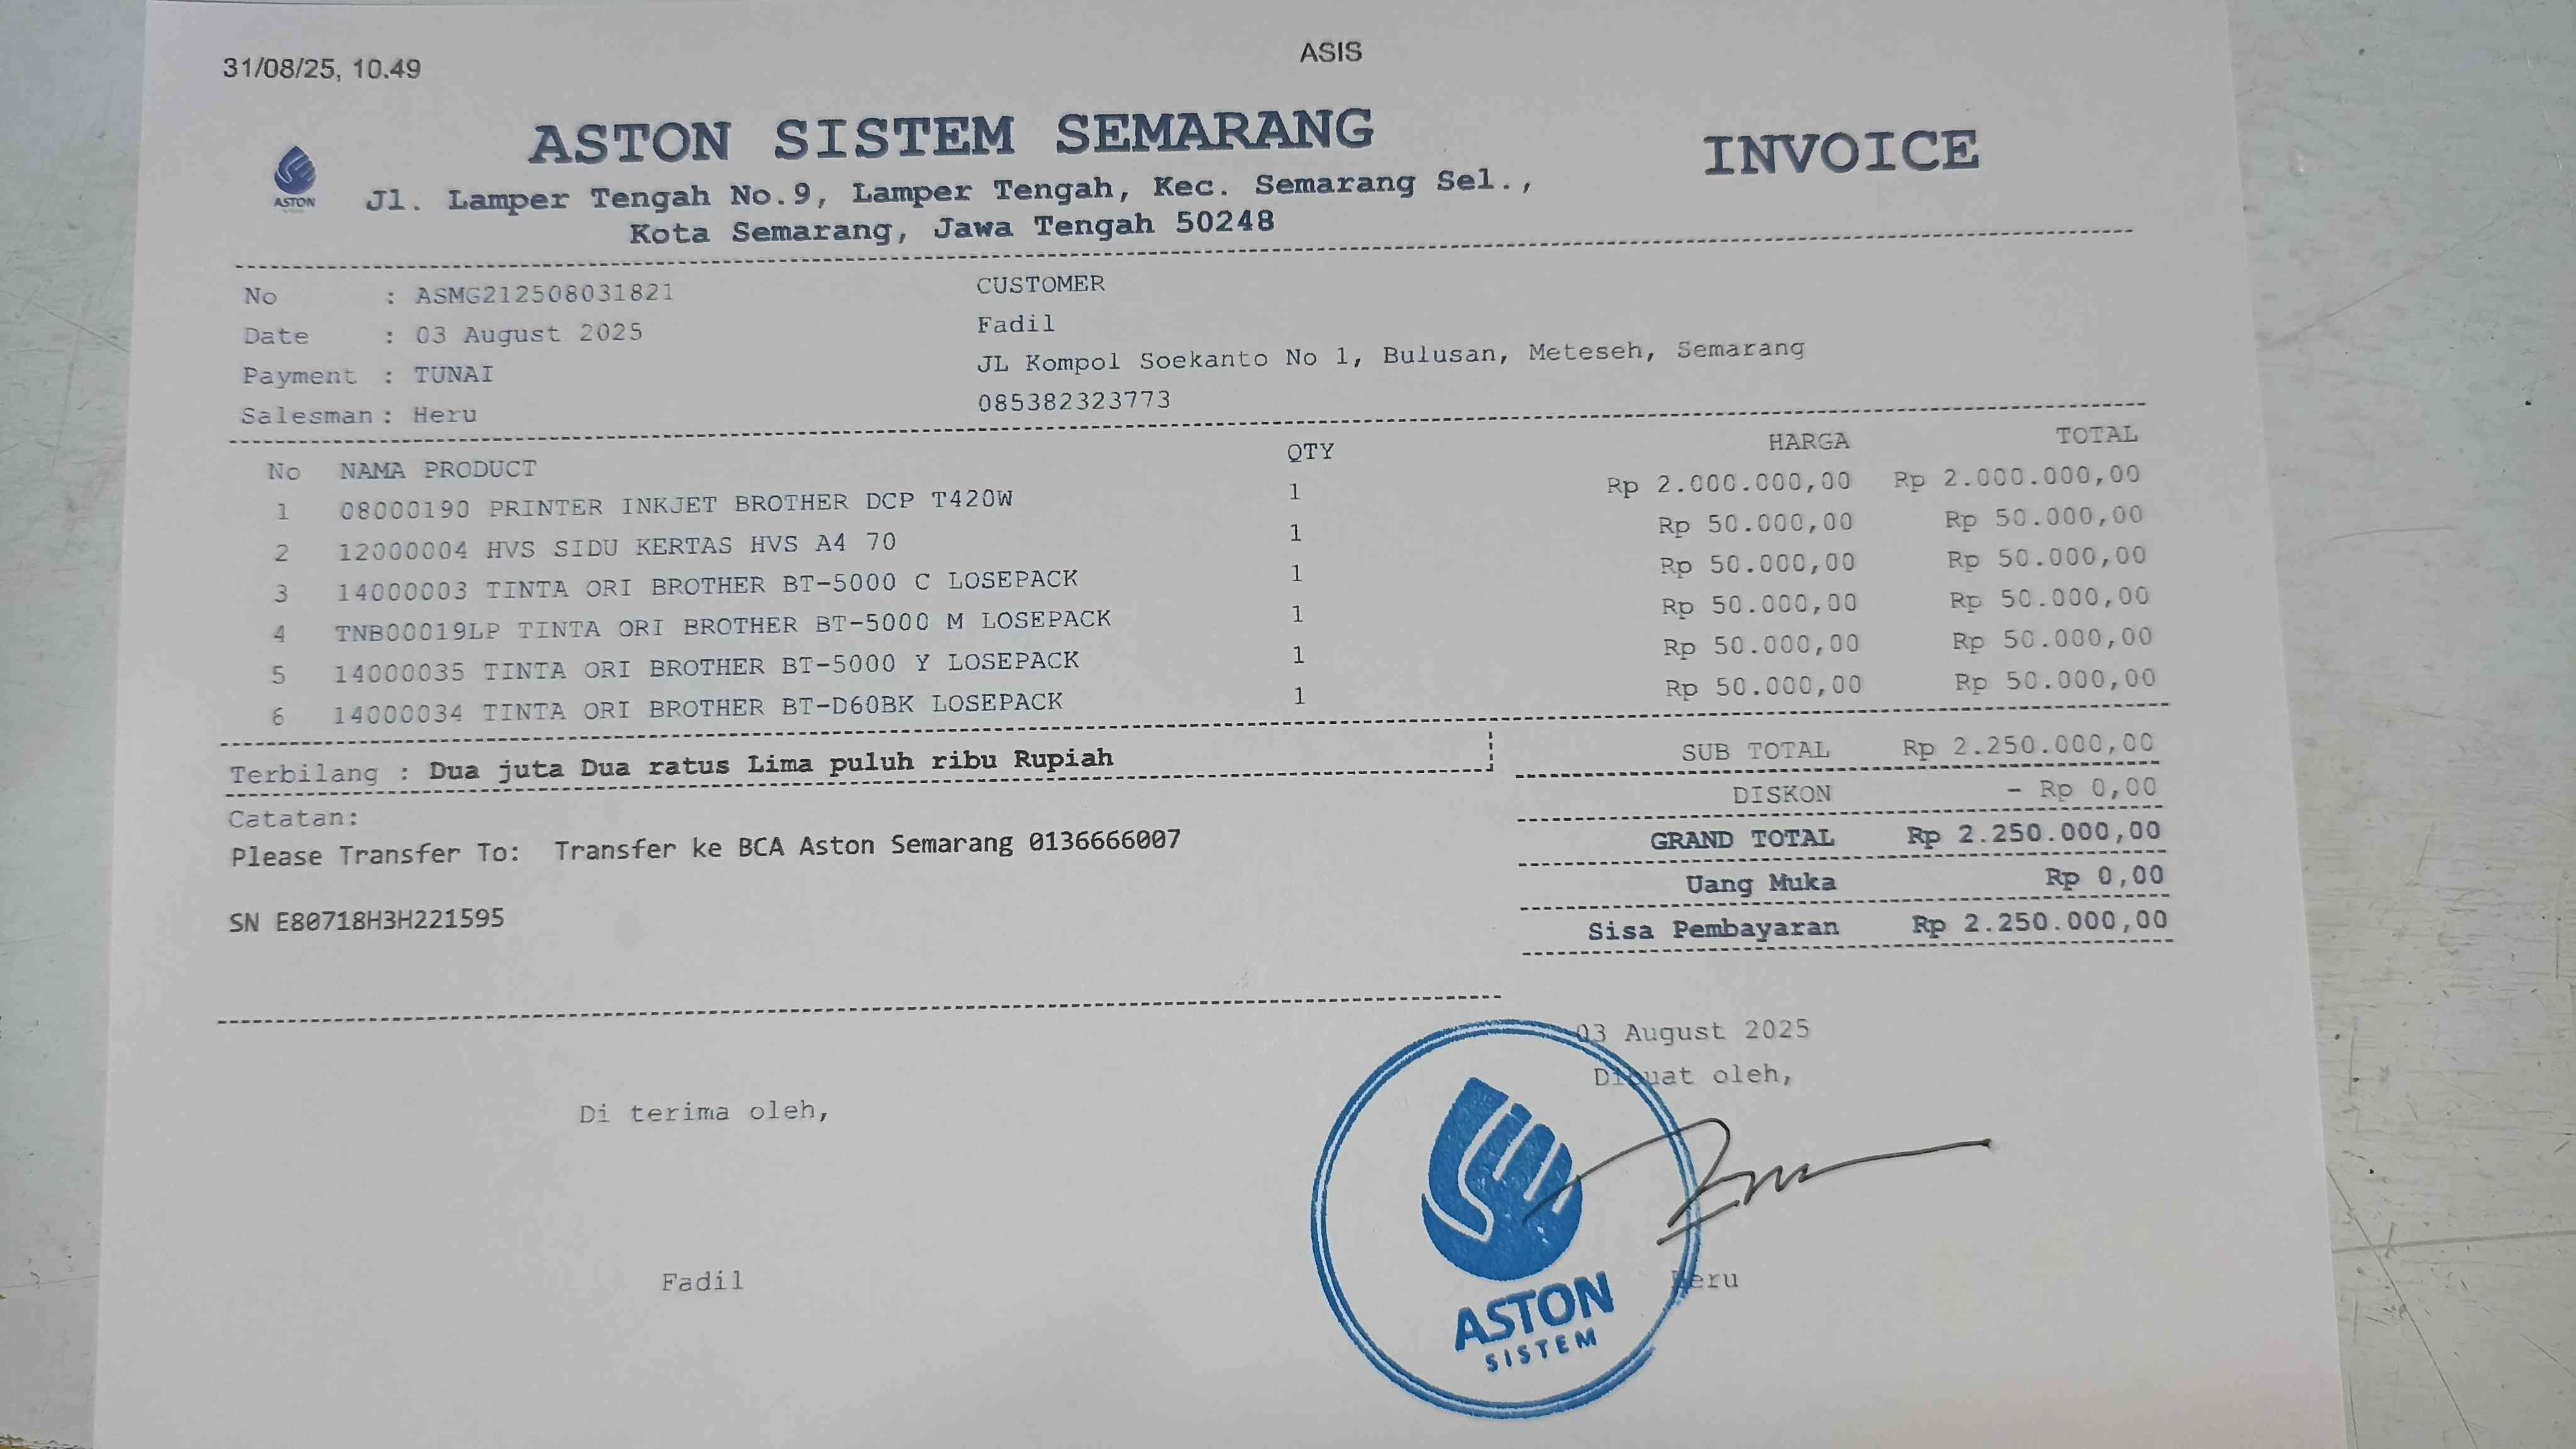 31/08/25, 10.49
ASIS
ASTON SISTEM SEMARANG
INVOICE
ASTON
Jl. Lamper Tengah No.9, Lamper Tengah, Kec. Semarang Sel.,
Kota Semarang, Jawa Tengah 50248
No : ASMG212508031821
Date : 03 August 2025
Payment : TUNAI
Salesman : Heru
CUSTOMER
Fadil
JL Kompol Soekanto No 1, Bulusan, Meteseh, Semarang
085382323773
No NAMA PRODUCT QTY HARGA TOTAL
1 08000190 PRINTER INKJET BROTHER DCP T420W 1 Rp 2.000.000,00 Rp 2.000.000,00
2 12000004 HVS SIDU KERTAS HVS A4 70 1 Rp 50.000,00 Rp 50.000,00
3 14000003 TINTA ORI BROTHER BT-5000 C LOSEPACK 1 Rp 50.000,00 Rp 50.000,00
4 TNB00019LP TINTA ORI BROTHER BT-5000 M LOSEPACK 1 Rp 50.000,00 Rp 50.000,00
5 14000035 TINTA ORI BROTHER BT-5000 Y LOSEPACK 1 Rp 50.000,00 Rp 50.000,00
6 14000034 TINTA ORI BROTHER BT-D60BK LOSEPACK 1 Rp 50.000,00 Rp 50.000,00
Terbilang : Dua juta Dua ratus Lima puluh ribu Rupiah
Catatan:
Please Transfer To: Transfer ke BCA Aston Semarang 0136666007
SN E80718H3H221595
SUB TOTAL Rp 2.250.000,00
DISKON - Rp 0,00
GRAND TOTAL Rp 2.250.000,00
Uang Muka Rp 0,00
Sisa Pembayaran Rp 2.250.000,00
03 August 2025
Di terima oleh,
Dibuat oleh,
Fadil
Heru
ASTON
SISTEM